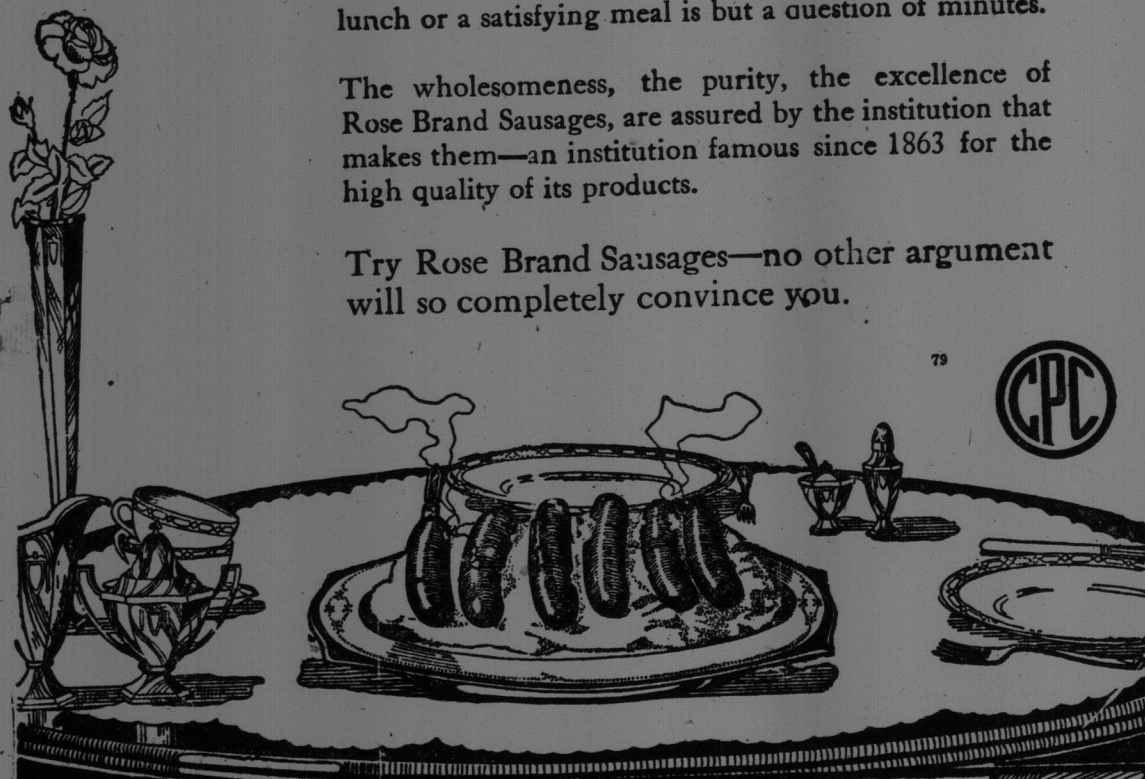 lunch or a satisfying meal is but a question of minutes.
The wholesomeness, the purity, the excellence of
Rose Brand Sausages, are assured by the institution that
makes them—an institution famous since 1863 for the
high quality of its products.
Try Rose Brand Sausages—no other argument
will so completely convince you.
79
CPC